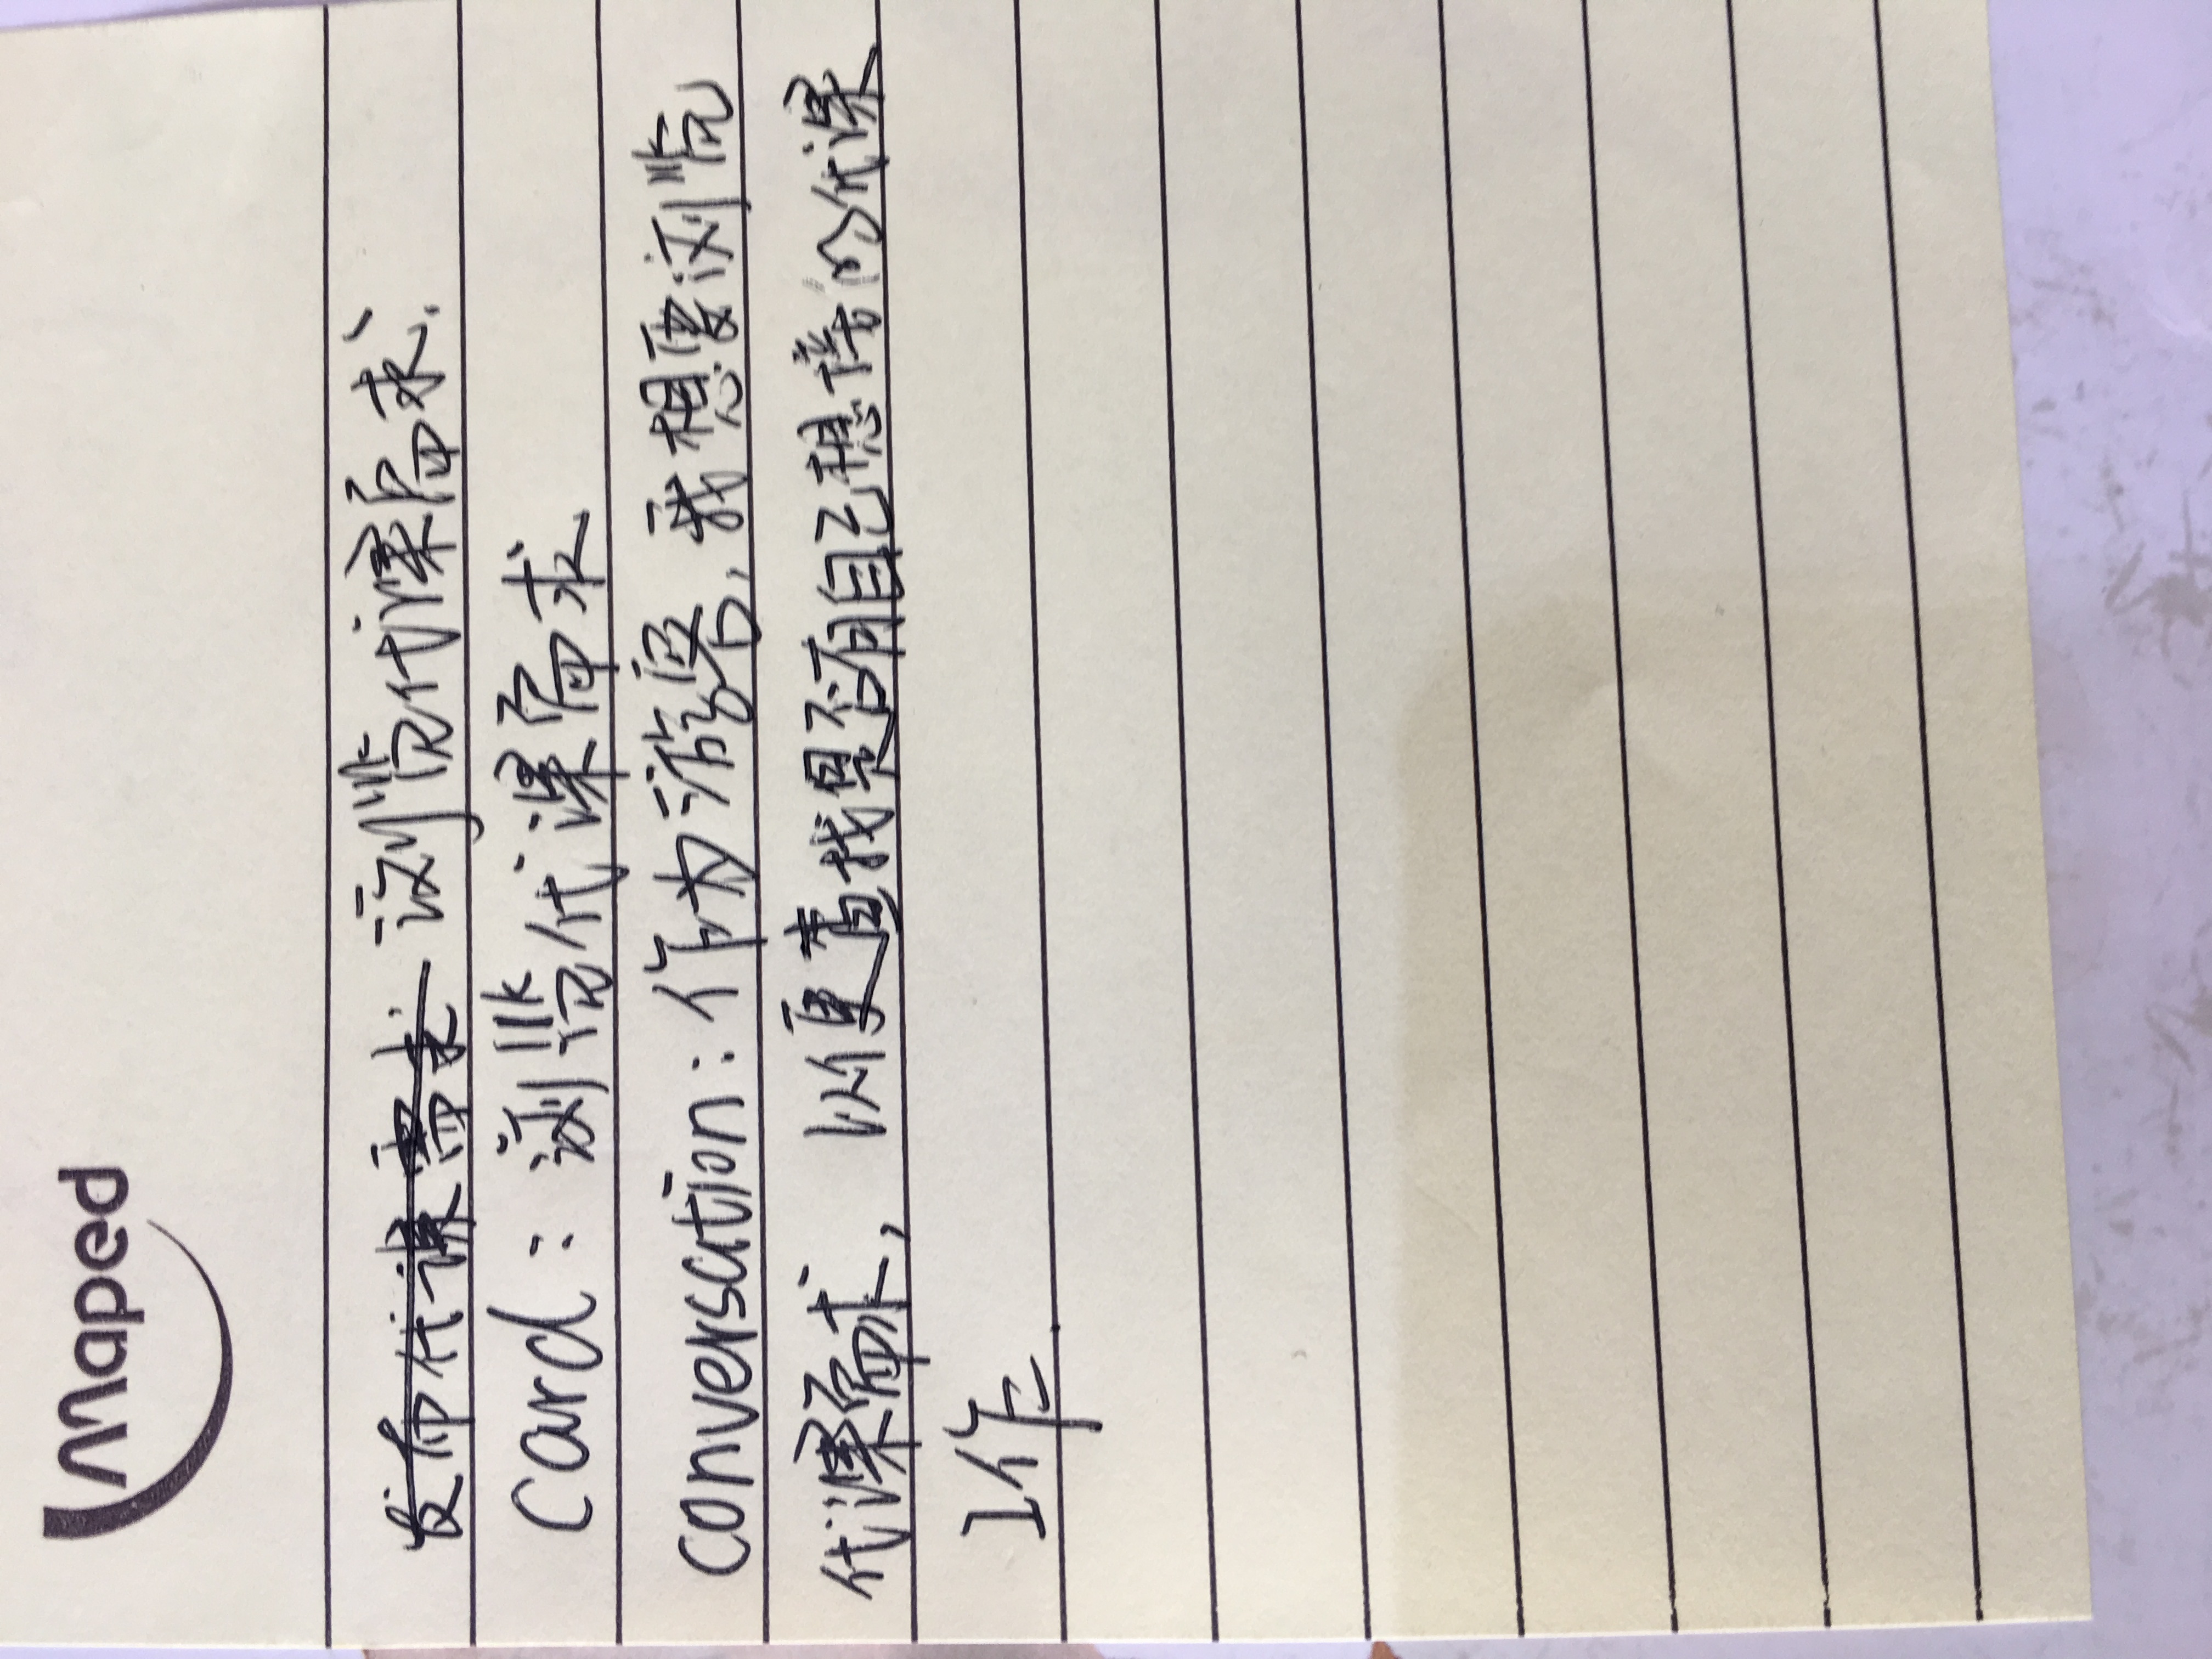 Maped
发布代课需求 浏览代课需求.
card: 浏览代课需求
conversation: 作为游客,我想要浏览
代课需求, 以便查找是否有自己想接的代课
工作.